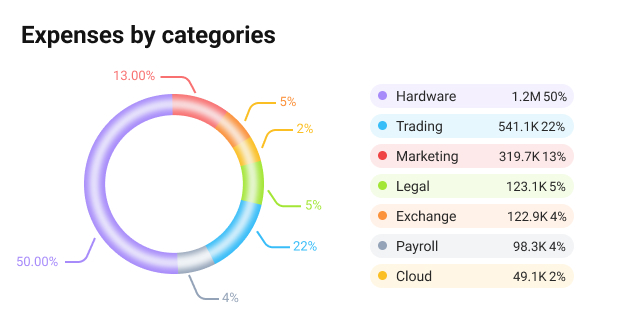 Expenses by categories
13.00%
5%
2%
5%
22%
4%
50.00%
Hardware 1.2M 50%
Trading 541.1K 22%
Marketing 319.7K 13%
Legal 123.1K 5%
Exchange 122.9K 4%
Payroll 98.3K 4%
Cloud 49.1K 2%